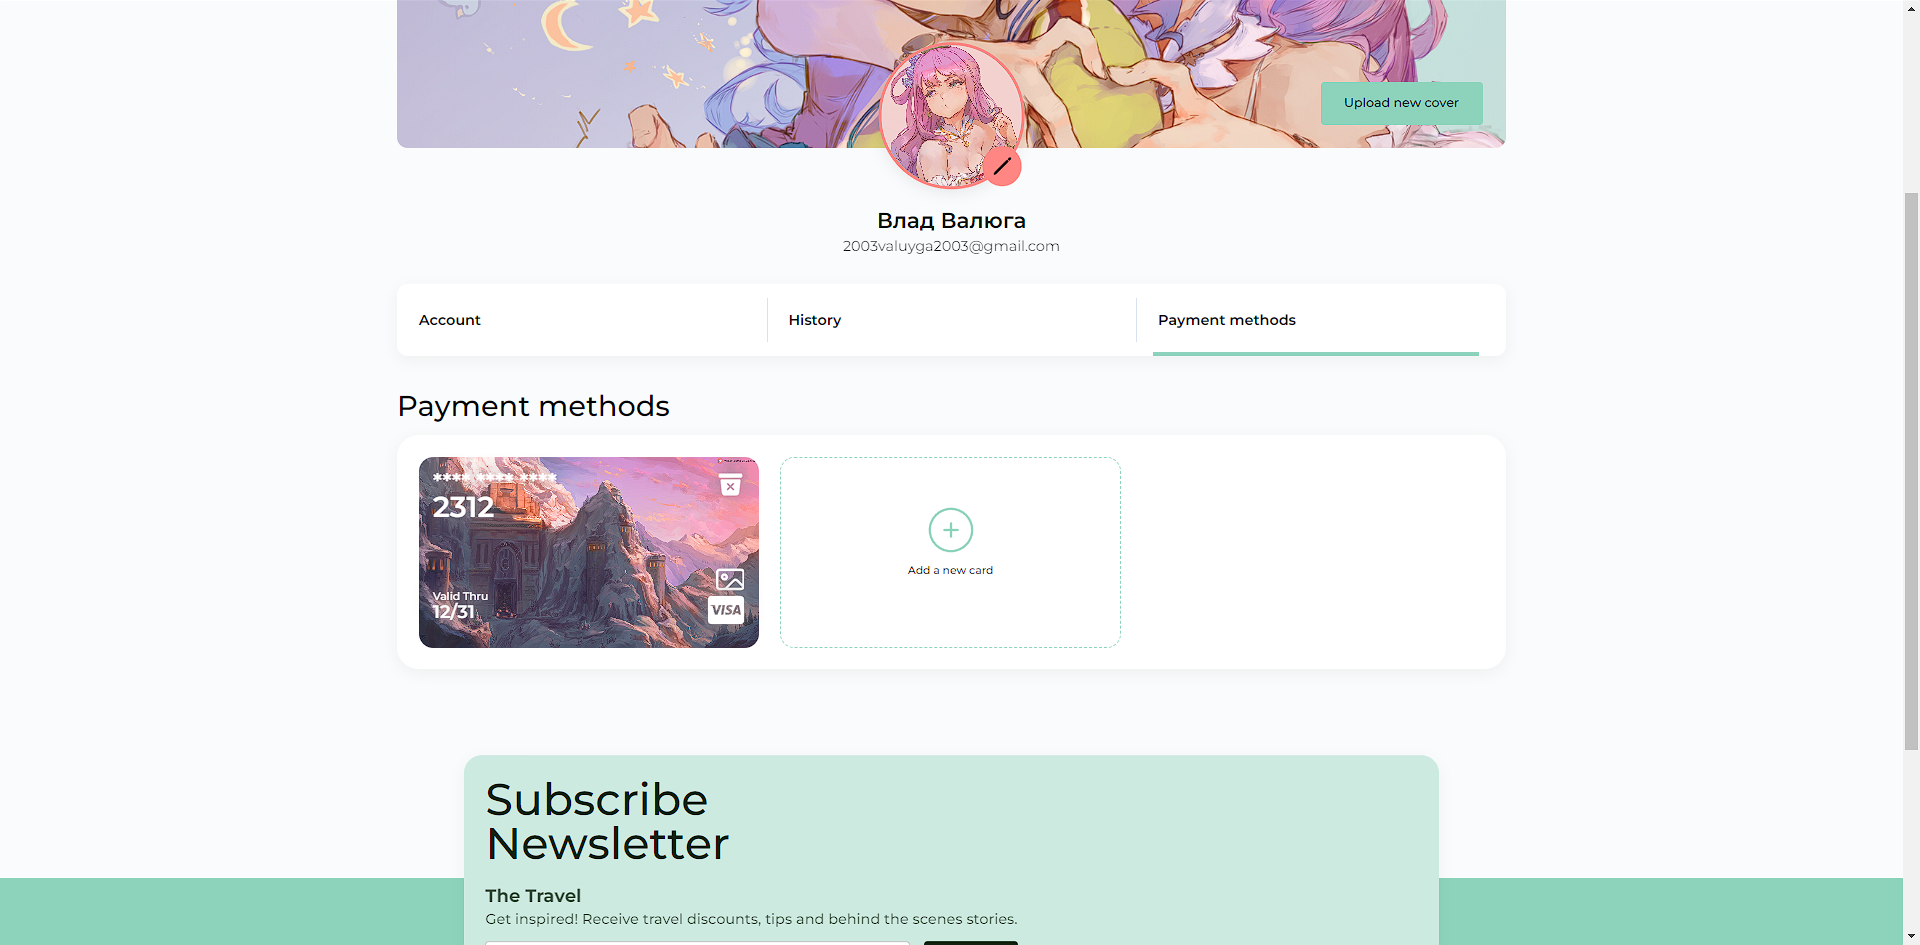 Upload new cover
Влад Валюга
2003valuyga2003@gmail.com
Account
History
Payment methods
Payment methods
**** **** ****
2312
Valid Thru
12/31
VISA
Add a new card
Subscribe
Newsletter
The Travel
Get inspired! Receive travel discounts, tips and behind the scenes stories.